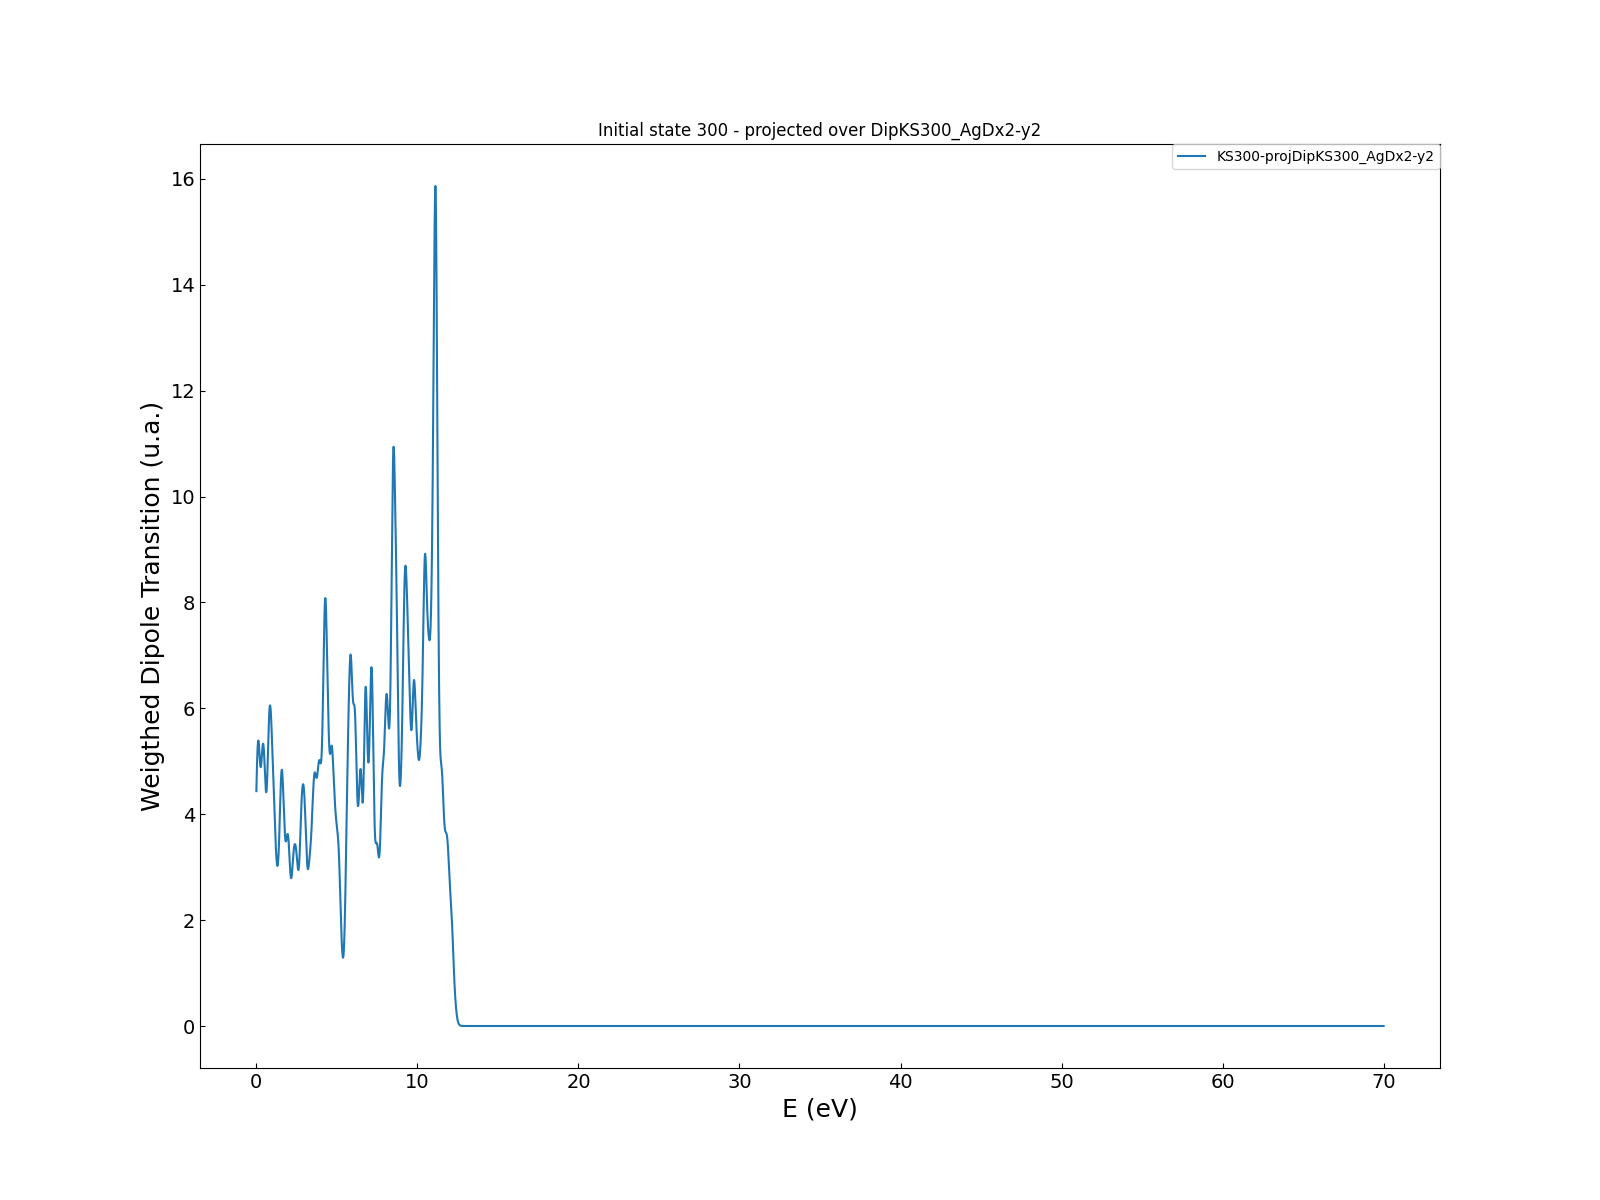 Initial state 300 - projected over DipKS300_AgDx2-y2
KS300-projDipKS300_AgDx2-y2
Weigthed Dipole Transition (u.a.)
16
14
12
10
8
6
4
2
0
0 10 20 30 40 50 60 70
E (eV)